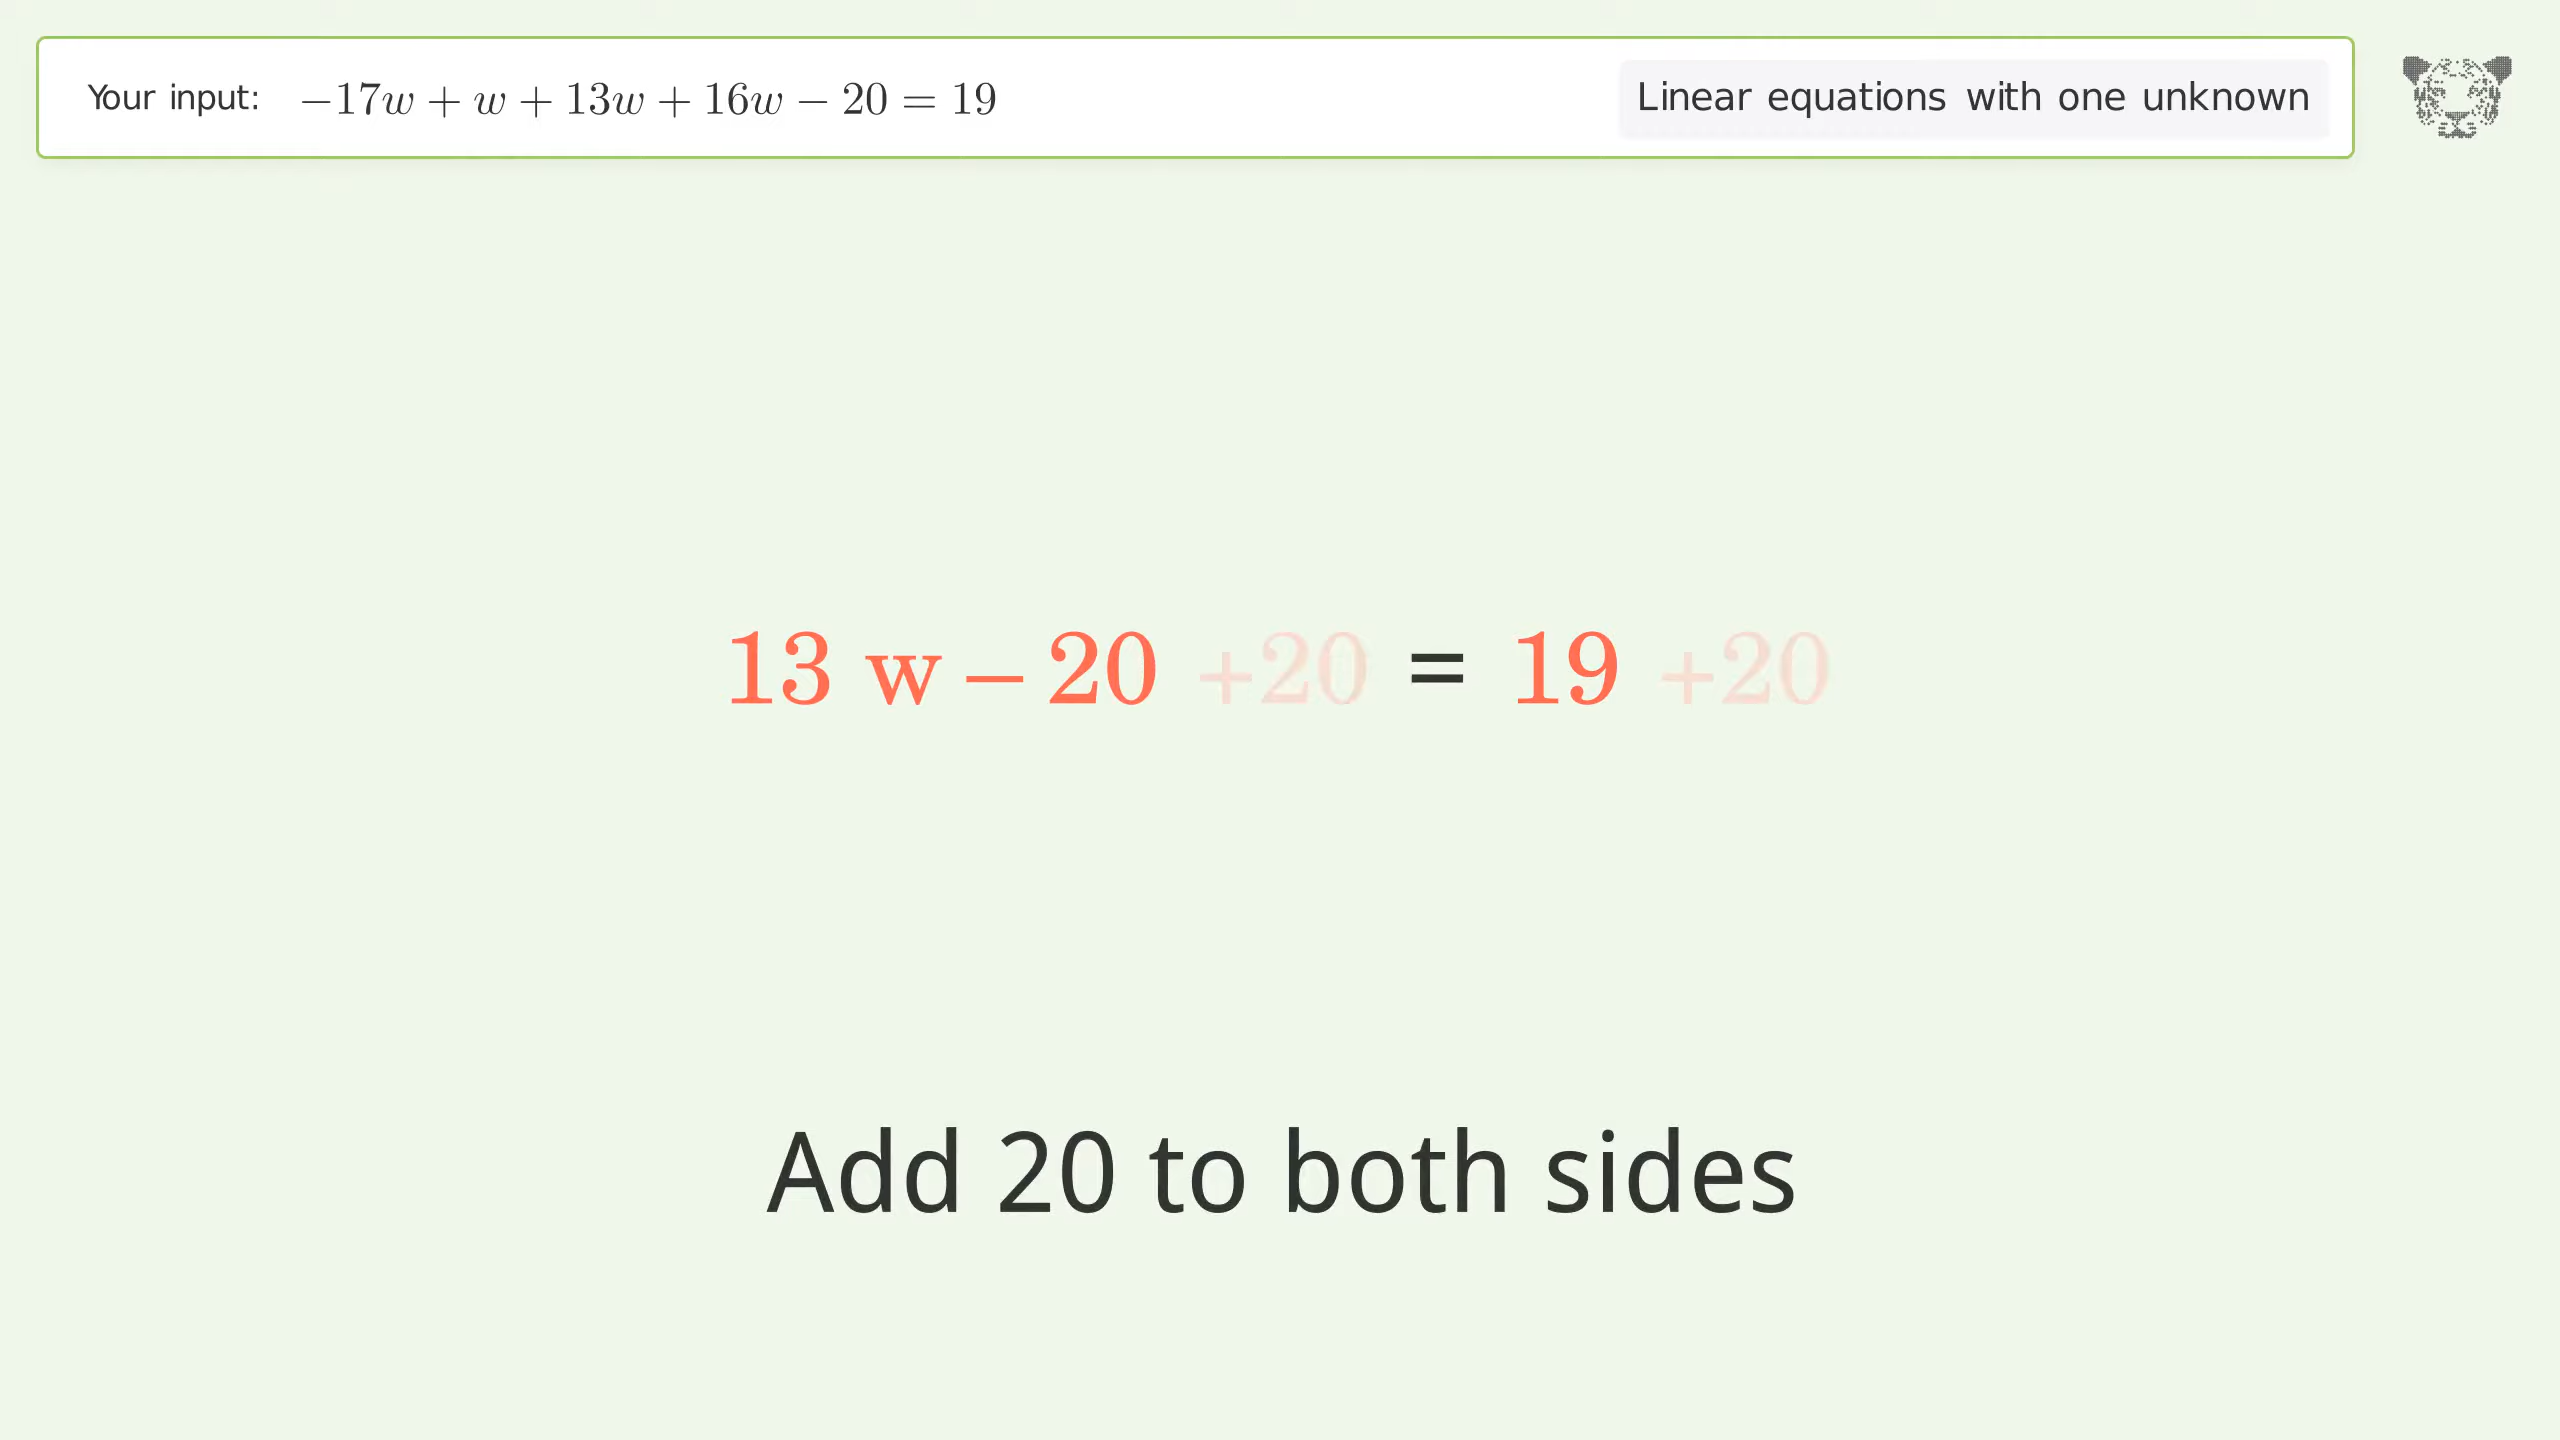 Your input: −17w + w + 13w + 16w − 20 = 19
Linear equations with one unknown
13 w – 20 +20 = 19 +20
Add 20 to both sides